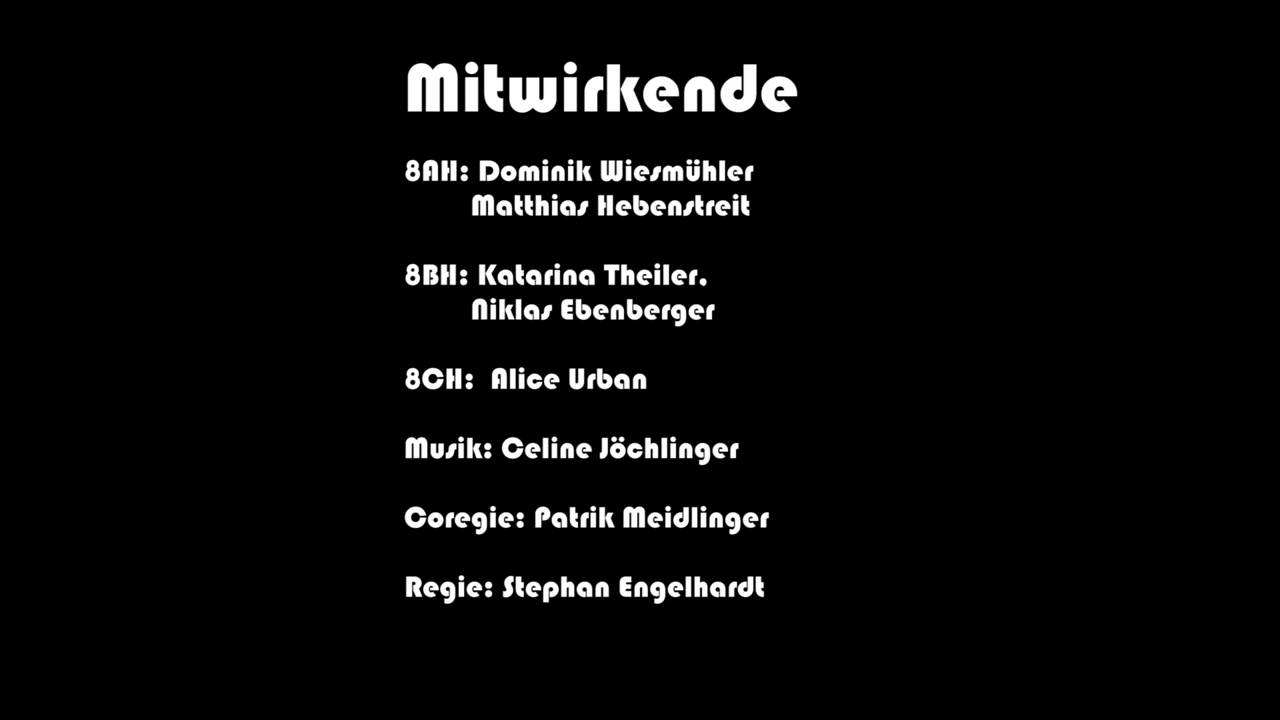 Mitwirkende
8AH: Dominik Wiesmühler
Matthias Hebenstreit
8BH: Katarina Theiler,
Niklas Ebenberger
8CH: Alice Urban
Musik: Celine Jöchlinger
Coregie: Patrik Meidlinger
Regie: Stephan Engelhardt